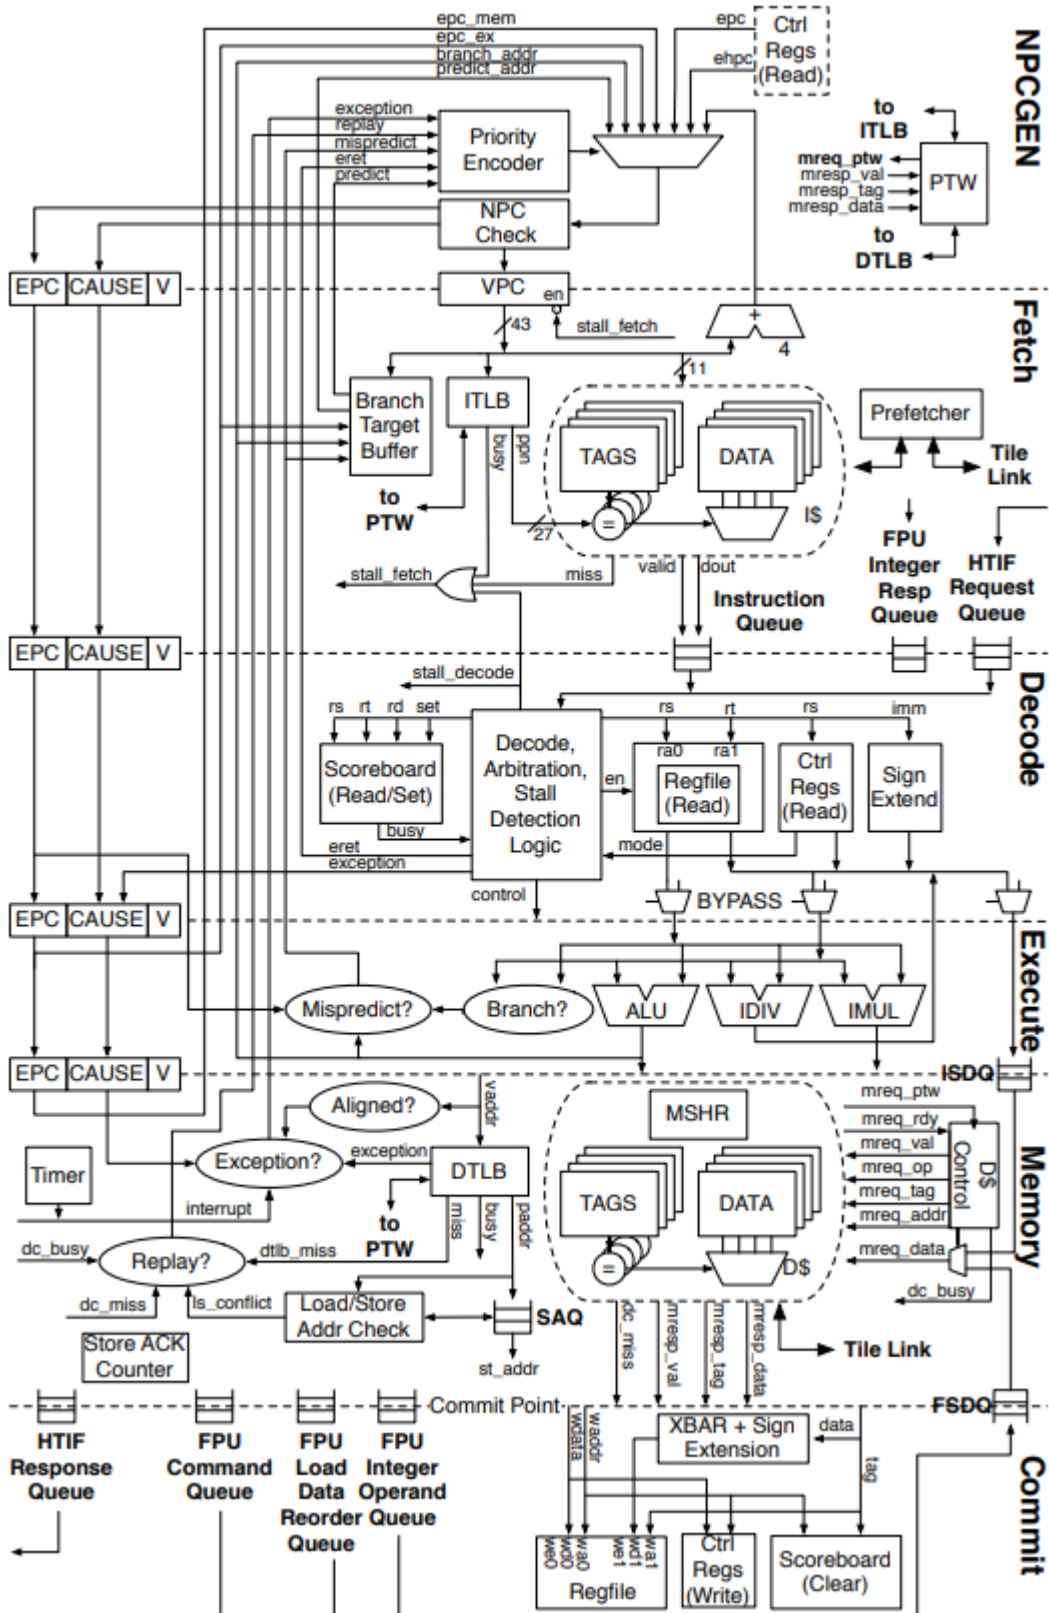 epc_mem
epc_ex
branch_addr
predict_addr
epc
ehpc
Ctrl
Regs
(Read)
NPCGEN
exception
replay
mispredict
eret
predict
Priority
Encoder
to
ITLB
mreq_ptw
mresp_val
mresp_tag
mresp_data
PTW
to
DTLB
NPC
Check
EPC CAUSE V
VPC
en
43
stall_fetch
+
4
Fetch
11
Branch
Target
Buffer
ITLB
busy
ppn
to
PTW
27
TAGS
DATA
=
I$
Prefetcher
Tile
Link
stall_fetch
miss
valid
dout
Instruction
Queue
FPU
Integer
Resp
Queue
HTIF
Request
Queue
EPC CAUSE V
Decode
stall_decode
rs rt rd set
Scoreboard
(Read/Set)
busy
eret
exception
Decode,
Arbitration,
Stall
Detection
Logic
control
en
rs rt rs imm
ra0 ra1
Regfile
(Read)
Ctrl
Regs
(Read)
Sign
Extend
mode
BYPASS
EPC CAUSE V
Execute
Mispredict?
Branch?
ALU
IDIV
IMUL
EPC CAUSE V
ISDQ
Memory
Aligned?
vaddr
Exception?
exception
DTLB
Timer
interrupt
to
PTW
miss
busy
paddr
dc_busy
Replay?
dtlb_miss
dc_miss
ls_conflict
Load/Store
Addr Check
SAQ
st_addr
Store ACK
Counter
MSHR
TAGS
DATA
=
D$
mreq_ptw
mreq_rdy
mreq_val
mreq_op
mreq_tag
mreq_addr
mreq_data
D$
Control
dc_busy
dc_miss
mresp_val
mresp_tag
mresp_data
Tile Link
Commit Point
FSDQ
Commit
HTIF
Response
Queue
FPU
Command
Queue
FPU
Load
Data
Reorder
Queue
FPU
Integer
Operand
Queue
wdata
waddr
XBAR + Sign
Extension
data
tag
we0
wd0
wa0
we1
wd1
wa1
Regfile
Ctrl
Regs
(Write)
Scoreboard
(Clear)